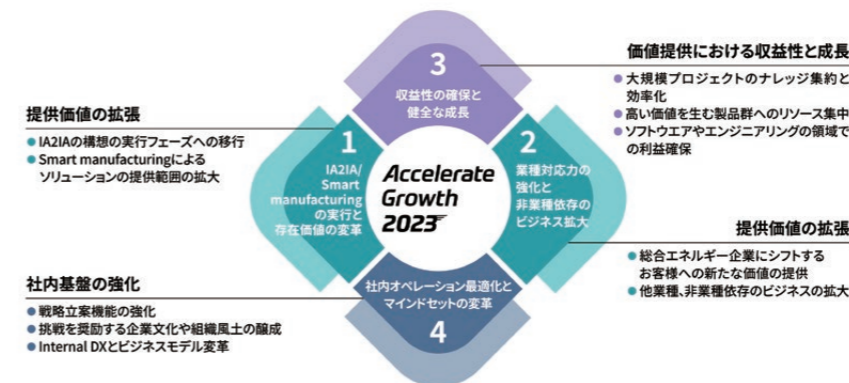 3
収益性の確保と
健全な成長
価値提供における収益性と成長
● 大規模プロジェクトのナレッジ集約と
効率化
● 高い価値を生む製品群へのリソース集中
● ソフトウエアやエンジニアリングの領域で
の利益確保
提供価値の拡張
● IA2IAの構想の実行フェーズへの移行
● Smart manufacturingによる
ソリューションの提供範囲の拡大
1
IA2IA/
Smart
manufacturing
の実行と
存在価値の変革
Accelerate
Growth
2023
2
業種対応力の
強化と
非業種依存の
ビジネス拡大
提供価値の拡張
● 総合エネルギー企業にシフトする
お客様への新たな価値の提供
● 他業種、非業種依存のビジネスの拡大
社内基盤の強化
● 戦略立案機能の強化
● 挑戦を奨励する企業文化や組織風土の醸成
● Internal DXとビジネスモデル変革
社内オペレーション最適化と
マインドセットの変革
4